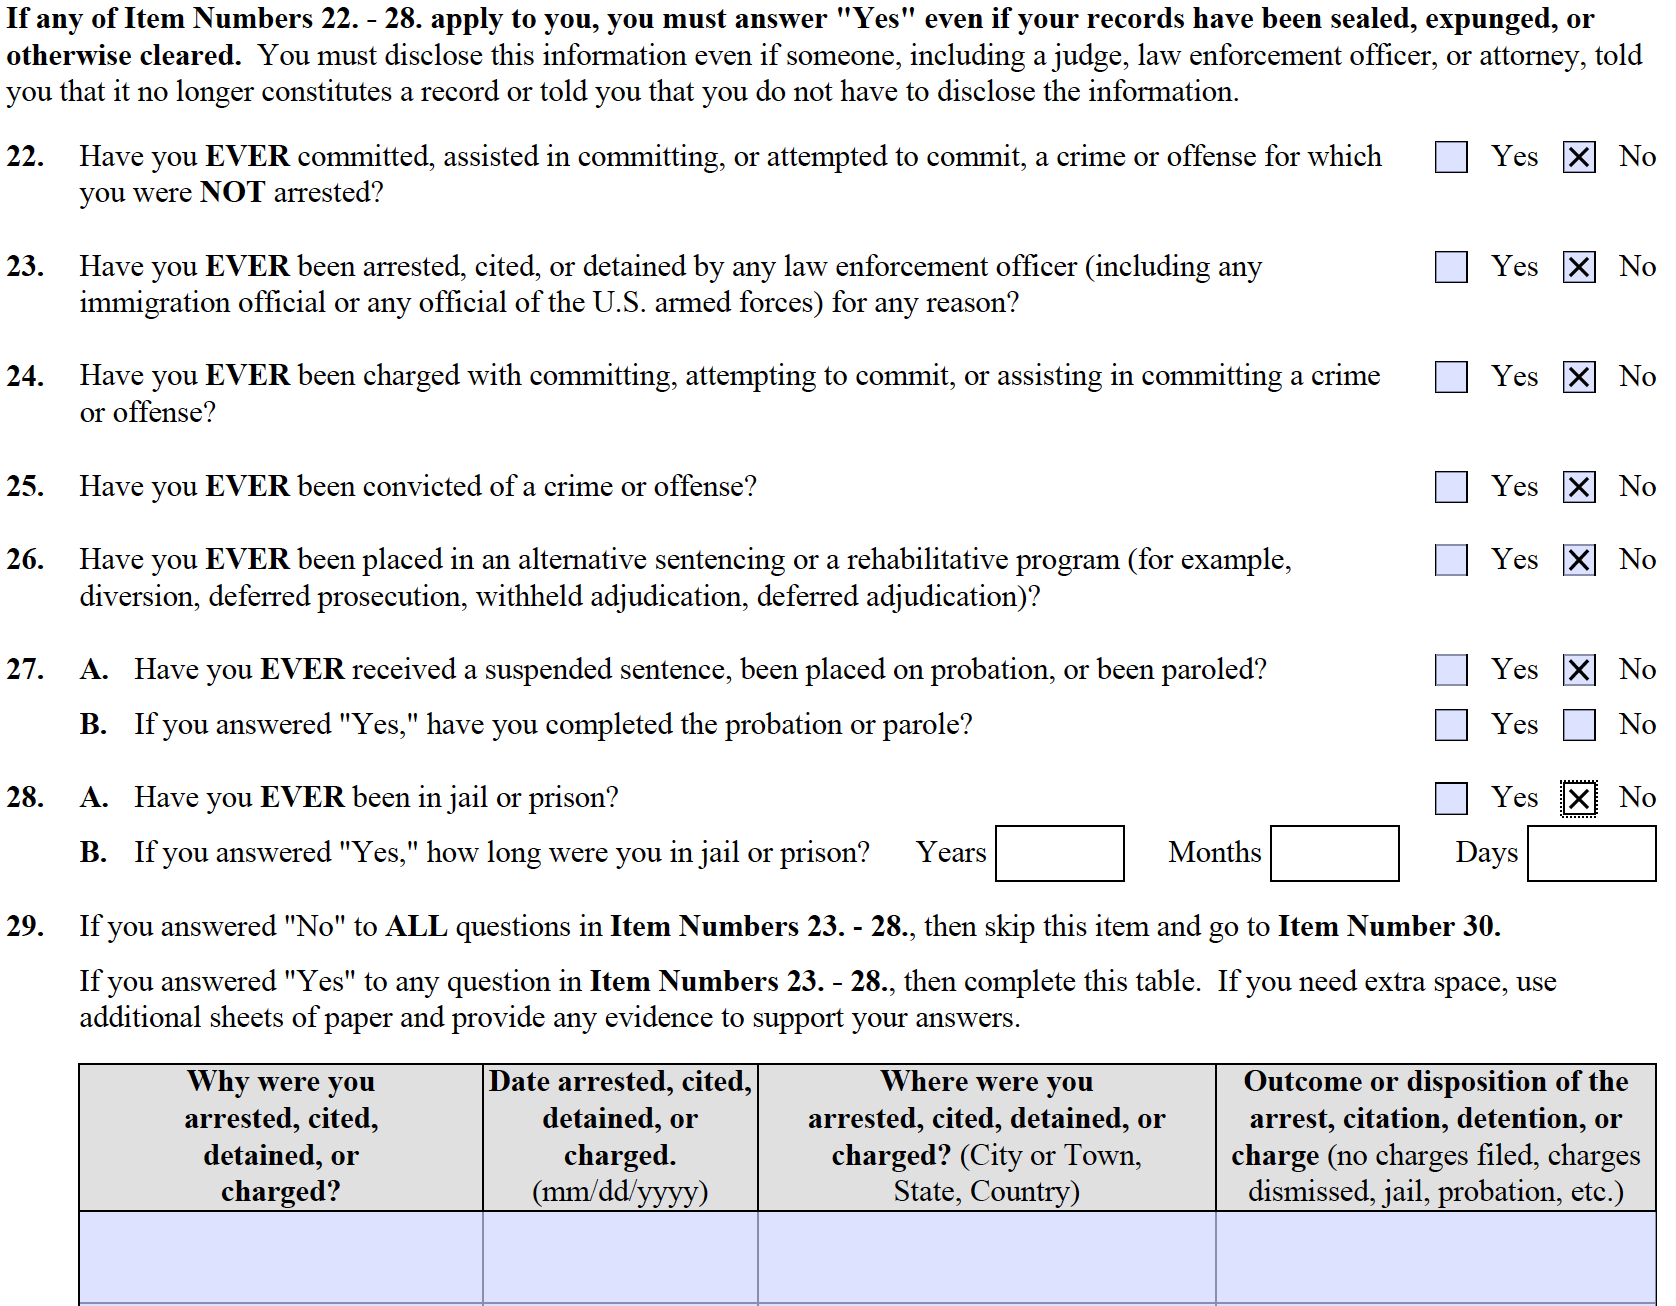 If any of Item Numbers 22. - 28. apply to you, you must answer "Yes" even if your records have been sealed, expunged, or
otherwise cleared.  You must disclose this information even if someone, including a judge, law enforcement officer, or attorney, told
you that it no longer constitutes a record or told you that you do not have to disclose the information.
22. Have you EVER committed, assisted in committing, or attempted to commit, a crime or offense for which Yes No
you were NOT arrested?
23. Have you EVER been arrested, cited, or detained by any law enforcement officer (including any Yes No
immigration official or any official of the U.S. armed forces) for any reason?
24. Have you EVER been charged with committing, attempting to commit, or assisting in committing a crime Yes No
or offense?
25. Have you EVER been convicted of a crime or offense? Yes No
26. Have you EVER been placed in an alternative sentencing or a rehabilitative program (for example, Yes No
diversion, deferred prosecution, withheld adjudication, deferred adjudication)?
27. A. Have you EVER received a suspended sentence, been placed on probation, or been paroled? Yes No
B. If you answered "Yes," have you completed the probation or parole? Yes No
28. A. Have you EVER been in jail or prison? Yes No
B. If you answered "Yes," how long were you in jail or prison? Years Months Days
29. If you answered "No" to ALL questions in Item Numbers 23. - 28., then skip this item and go to Item Number 30.
If you answered "Yes" to any question in Item Numbers 23. - 28., then complete this table.  If you need extra space, use
additional sheets of paper and provide any evidence to support your answers.
Why were you
arrested, cited,
detained, or
charged?
Date arrested, cited,
detained, or
charged.
(mm/dd/yyyy)
Where were you
arrested, cited, detained, or
charged? (City or Town,
State, Country)
Outcome or disposition of the
arrest, citation, detention, or
charge (no charges filed, charges
dismissed, jail, probation, etc.)